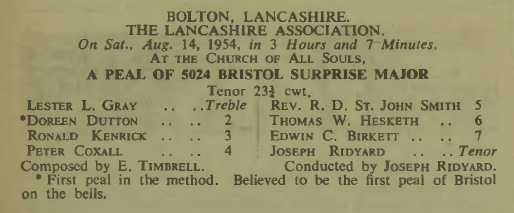 BOLTON, LANCASHIRE.
THE LANCASHIRE ASSOCIATION.
On Sat., Aug. 14, 1954, in 3 Hours and 7 Minutes,
AT THE CHURCH OF ALL SOULS,
A PEAL OF 5024 BRISTOL SURPRISE MAJOR
Tenor 23¾ cwt.
LESTER L. GRAY .. .. Treble REV. R. D. ST. JOHN SMITH 5
*DOREEN DUTTON .. .. 2 THOMAS W. HESKETH .. 6
RONALD KENRICK .. .. 3 EDWIN C. BIRKETT .. .. 7
PETER COXALL .. .. 4 JOSEPH RIDYARD .. .. Tenor
Composed by E. TIMBRELL. Conducted by JOSEPH RIDYARD.
* First peal in the method. Believed to be the first peal of Bristol
on the bells.